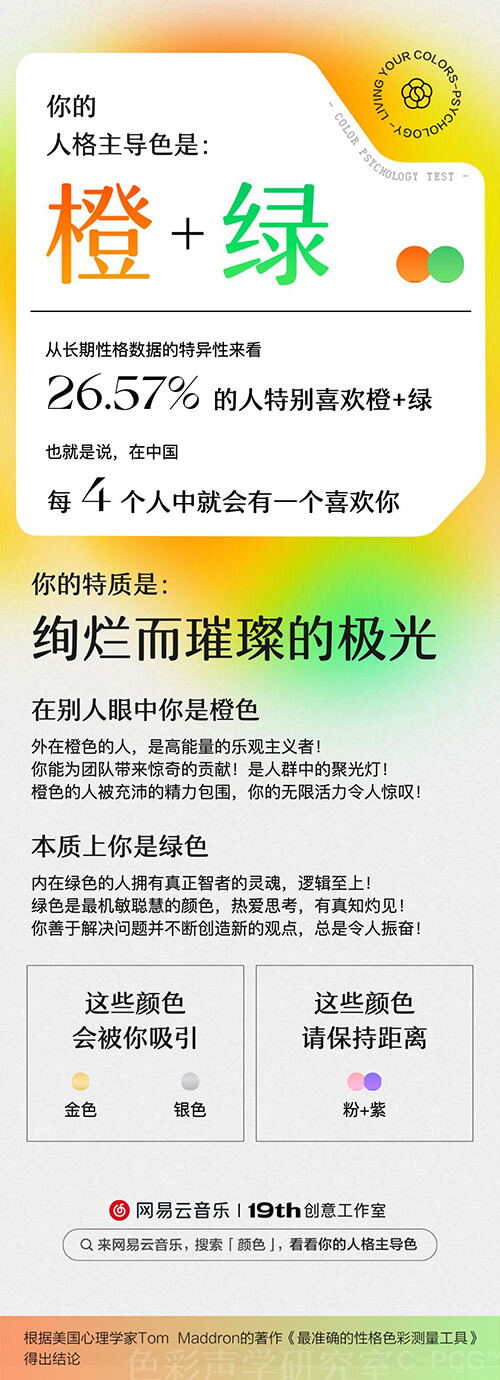 LIVING YOUR COLORS-PSYCHOLOGY-
- COLOR PSYCHOLOGY TEST -
你的
人格主导色是：
橙+绿
从长期性格数据的特异性来看
26.57% 的人特别喜欢橙+绿
也就是说，在中国
每 4 个人中就会有一个喜欢你
你的特质是：
绚烂而璀璨的极光
在别人眼中你是橙色
外在橙色的人，是高能量的乐观主义者！
你能为团队带来惊奇的贡献！是人群中的聚光灯！
橙色的人被充沛的精力包围，你的无限活力令人惊叹！
本质上你是绿色
内在绿色的人拥有真正智者的灵魂，逻辑至上！
绿色是最机敏聪慧的颜色，热爱思考，有真知灼见！
你善于解决问题并不断创造新的观点，总是令人振奋！
这些颜色
会被你吸引
金色 银色
这些颜色
请保持距离
粉+紫
网易云音乐 | 19th创意工作室
来网易云音乐，搜索「颜色」，看看你的人格主导色
根据美国心理学家Tom Maddron的著作《最准确的性格色彩测量工具》
得出结论
色彩声学研究室 C-PCG™